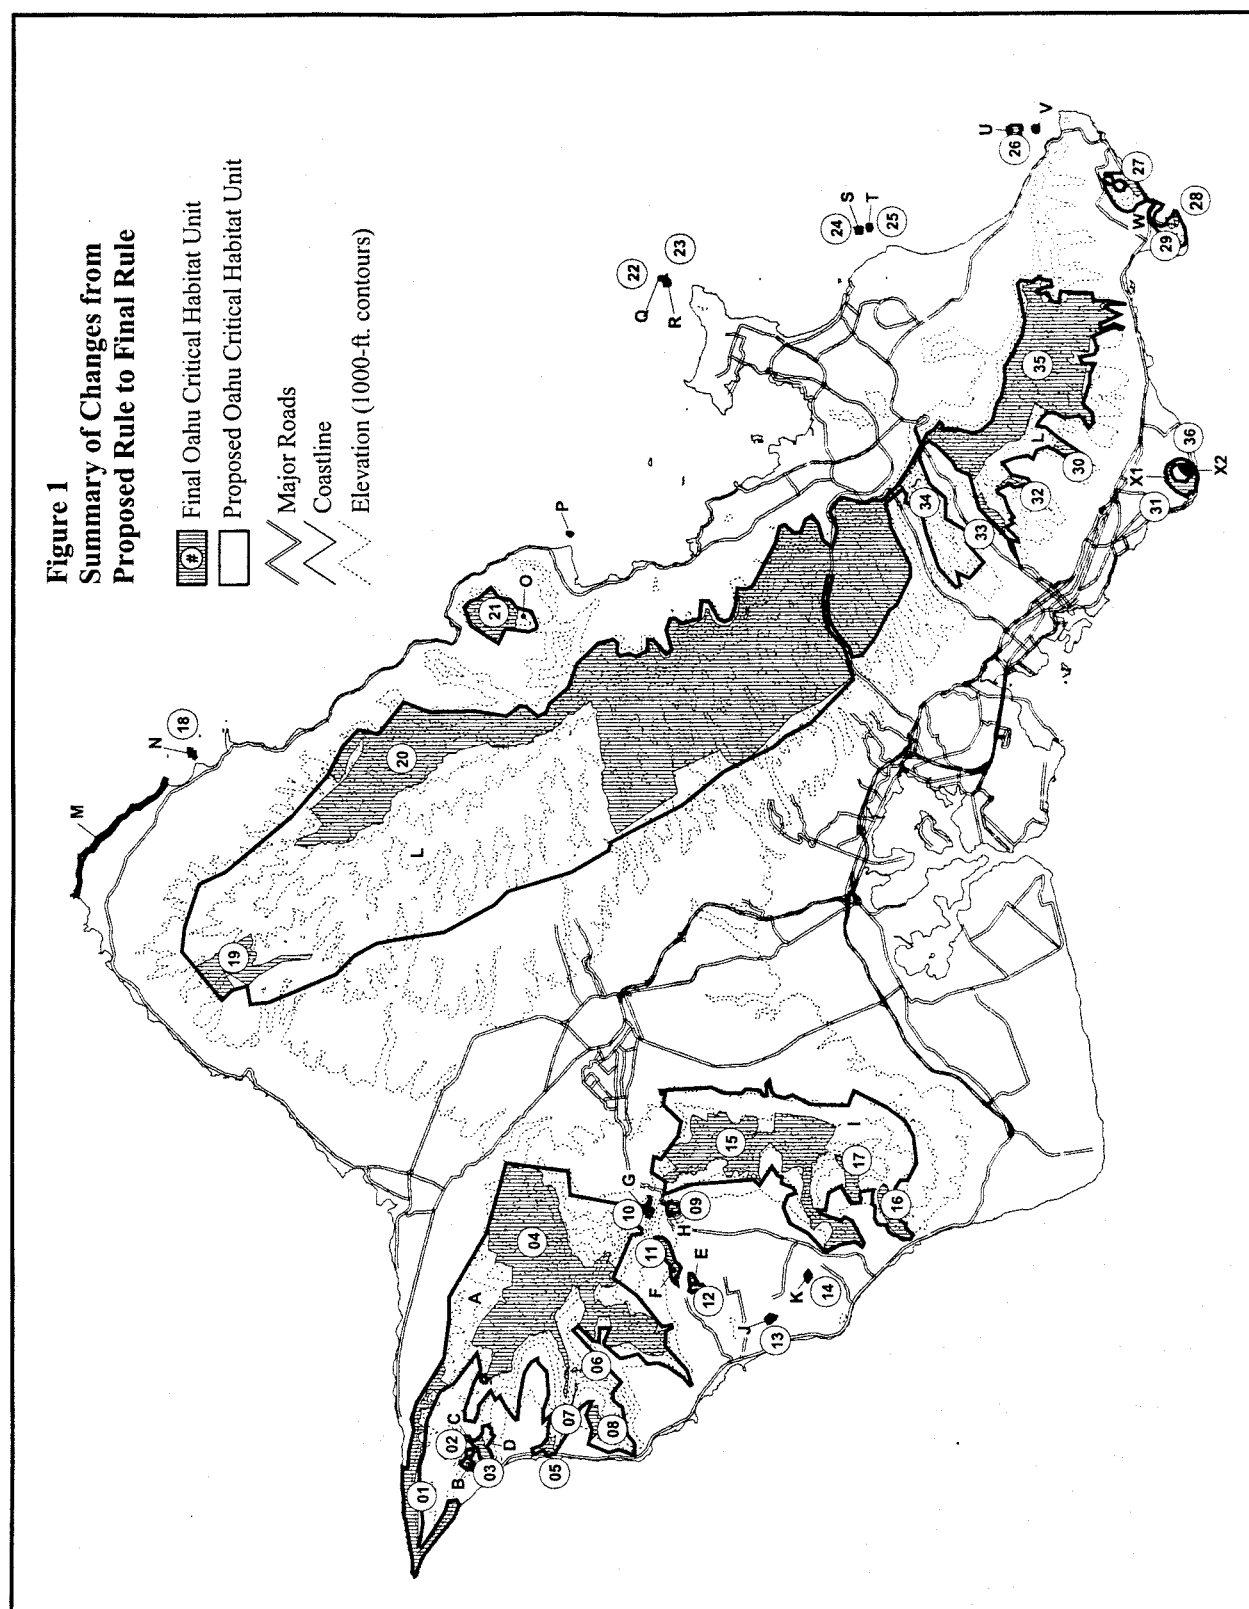 Figure 1
Summary of Changes from
Proposed Rule to Final Rule
# Final Oahu Critical Habitat Unit
Proposed Oahu Critical Habitat Unit
Major Roads
Coastline
Elevation (1000-ft. contours)
M
N
18
19
20
L
21
O
P
Q
22
23
R
24
S
T
25
U
26
V
27
28
W
29
35
L
30
32
33
34
X1
36
31
X2
01
02
C
B
03
D
A
04
05
07
06
08
F
11
10
G
H
09
E
12
J
13
K
14
15
I
17
16